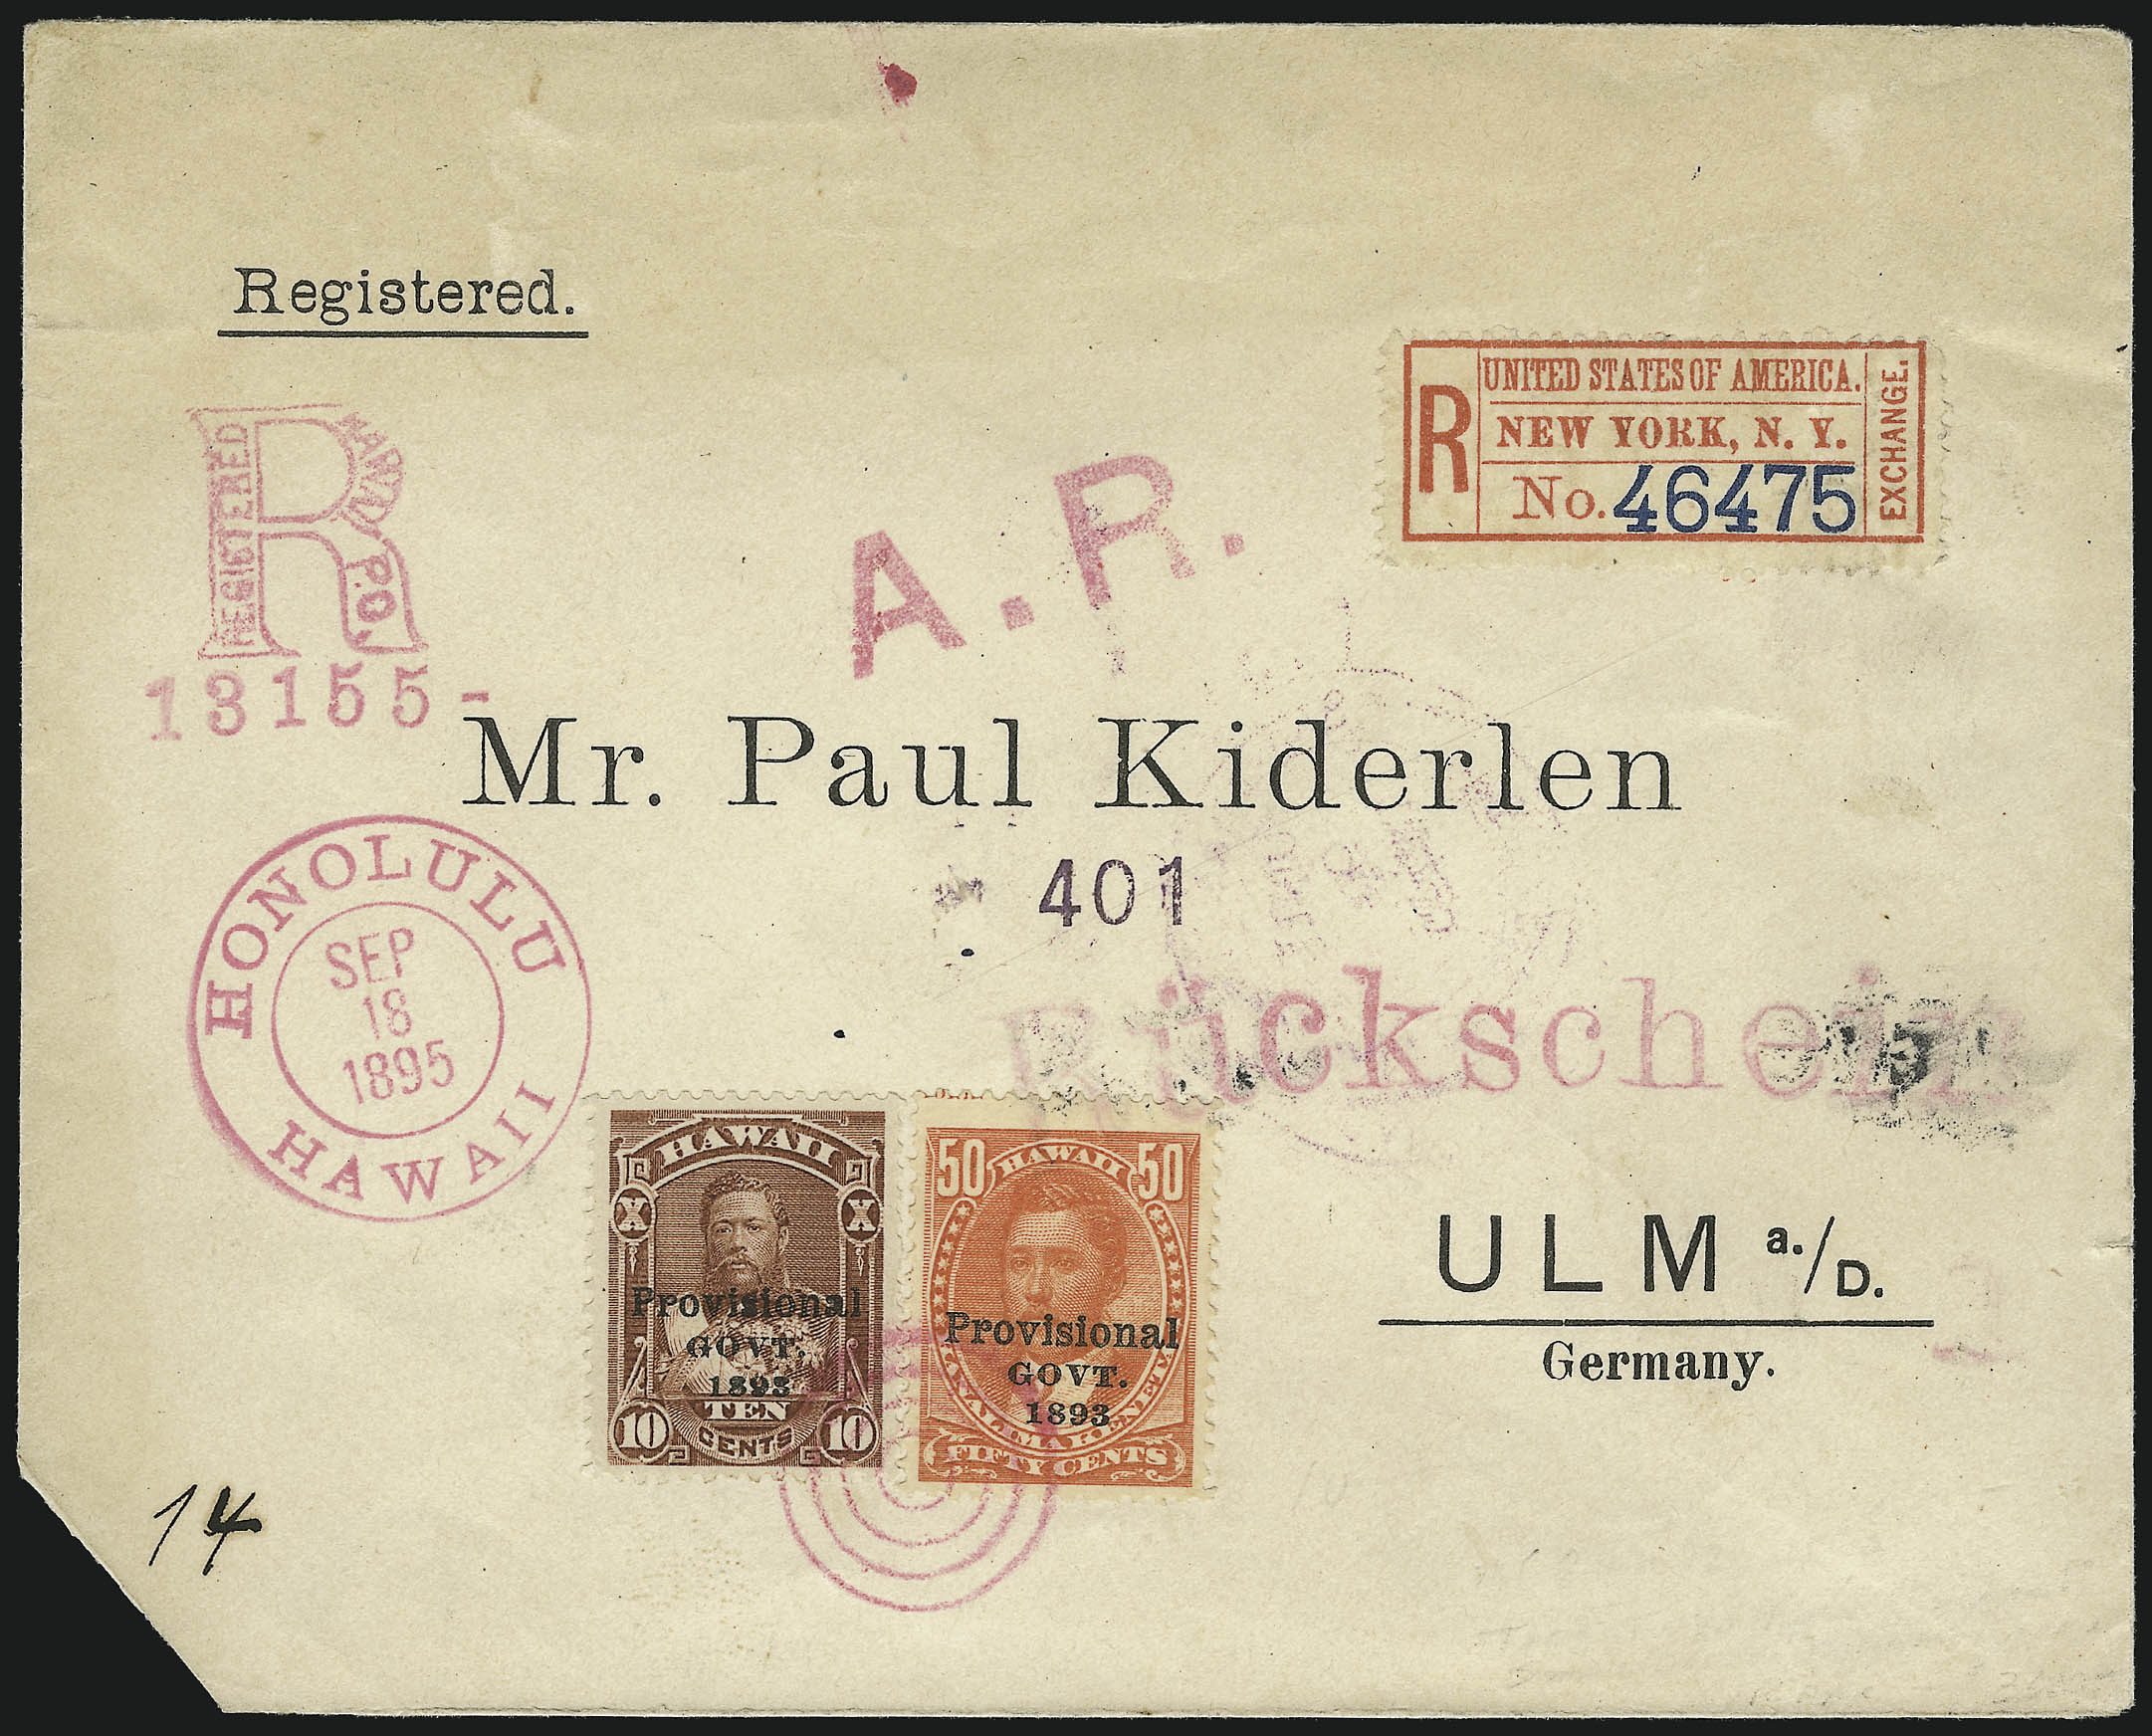 Registered.
R
REGISTERED
HAWAII
P.O.
13155-
R
UNITED STATES OF AMERICA.
NEW YORK, N. Y.
No. 46475
EXCHANGE.
A.R.
Mr. Paul Kiderlen
401
Rückschein
HONOLULU
SEP
18
1895
HAWAII
HAWAII
X X
Provisional
GOVT.
1893
TEN
10 CENTS 10
50 HAWAII 50
Provisional
GOVT.
1893
FIFTY CENTS
ULM a./D.
Germany.
14